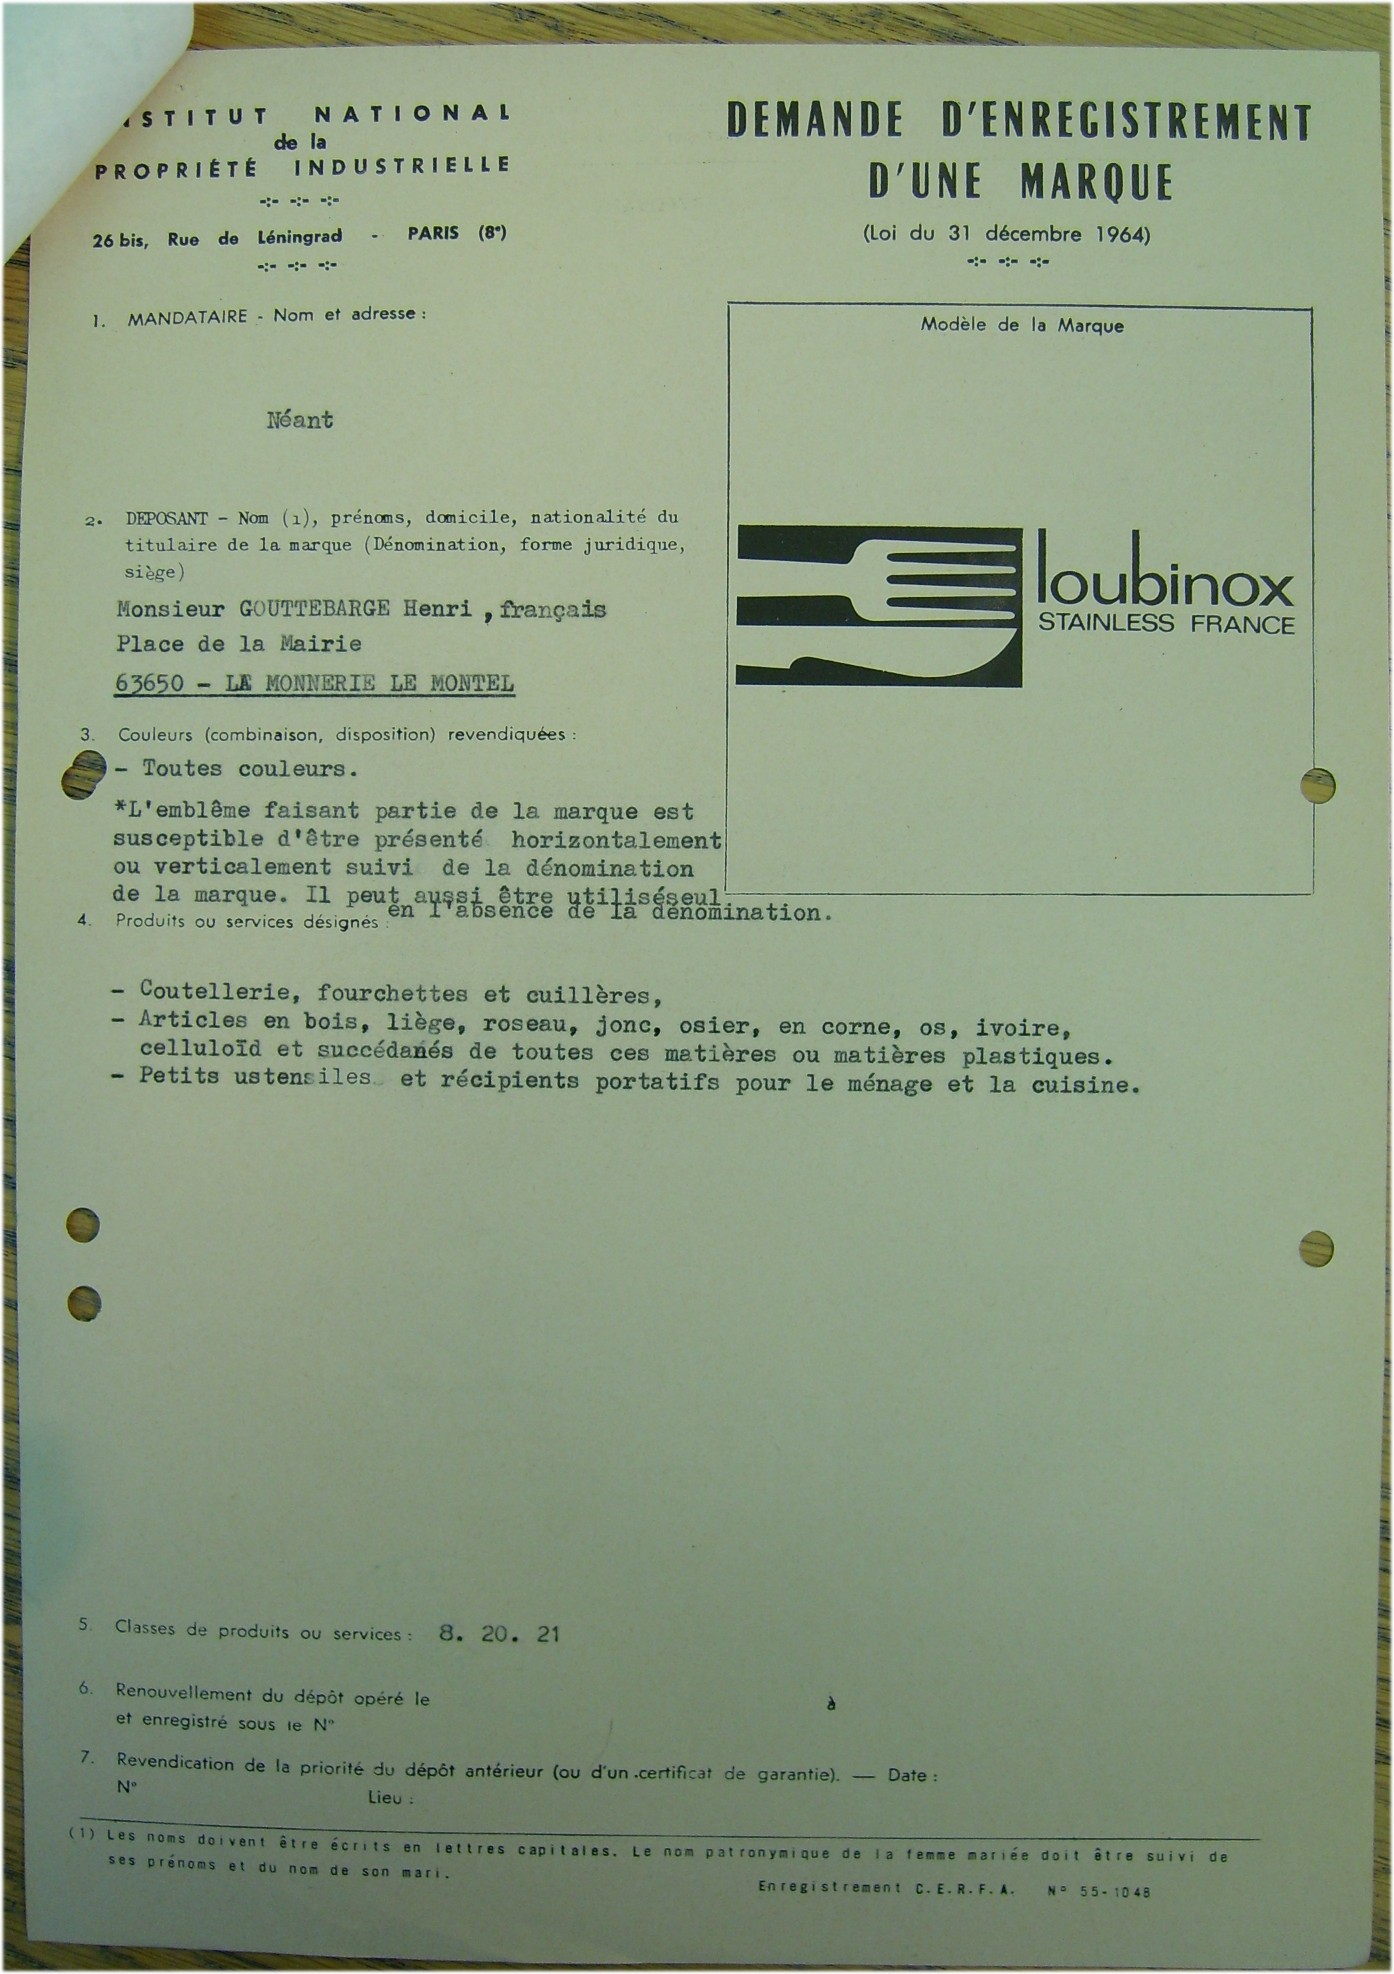 INSTITUT NATIONAL
de la
PROPRIÉTÉ INDUSTRIELLE
-:- -:- -:-
26 bis, Rue de Léningrad - PARIS (8e)
-:- -:- -:-
DEMANDE D'ENREGISTREMENT
D'UNE MARQUE
(Loi du 31 décembre 1964)
-:- -:- -:-
1. MANDATAIRE - Nom et adresse :
Néant
Modèle de la Marque
loubinox
STAINLESS FRANCE
2. DEPOSANT - Nom (1), prénoms, domicile, nationalité du
titulaire de la marque (Dénomination, forme juridique,
siège)
Monsieur GOUTTEBARGE Henri , français
Place de la Mairie
63650 - LA MONNERIE LE MONTEL
3. Couleurs (combinaison, disposition) revendiquées :
- Toutes couleurs.
*L'emblême faisant partie de la marque est
susceptible d'être présenté horizontalement
ou verticalement suivi de la dénomination
de la marque. Il peut aussi être utiliséseul
en l'absence de la dénomination.
4. Produits ou services désignés :
- Coutellerie, fourchettes et cuillères,
- Articles en bois, liège, roseau, jonc, osier, en corne, os, ivoire,
celluloïd et succédanés de toutes ces matières ou matières plastiques.
- Petits ustensiles et récipients portatifs pour le ménage et la cuisine.
5. Classes de produits ou services : 8. 20. 21
6. Renouvellement du dépôt opéré le à
et enregistré sous le N°
7. Revendication de la priorité du dépôt antérieur (ou d'un certificat de garantie). — Date :
N° Lieu :
(1) Les noms doivent être écrits en lettres capitales. Le nom patronymique de la femme mariée doit être suivi de
ses prénoms et du nom de son mari.
Enregistrement C.E.R.F.A. N° 55-1048